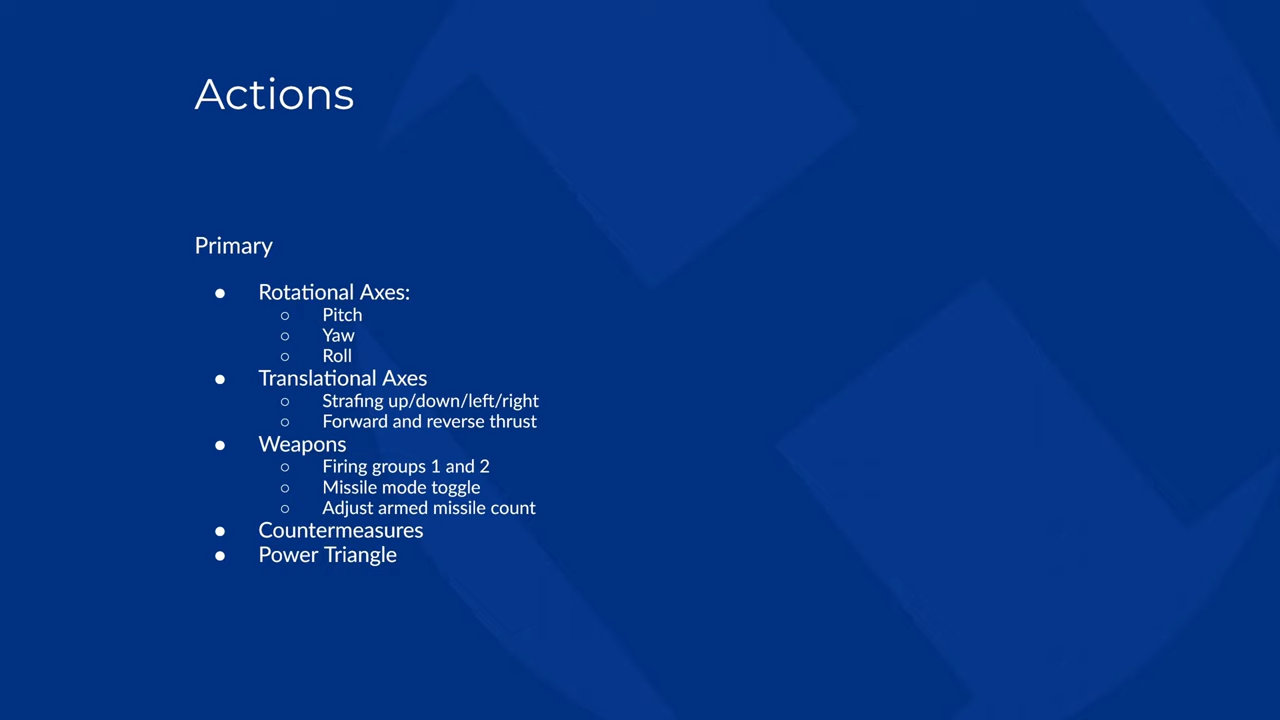 Actions
Primary
● Rotational Axes:
○ Pitch
○ Yaw
○ Roll
● Translational Axes
○ Strafing up/down/left/right
○ Forward and reverse thrust
● Weapons
○ Firing groups 1 and 2
○ Missile mode toggle
○ Adjust armed missile count
● Countermeasures
● Power Triangle